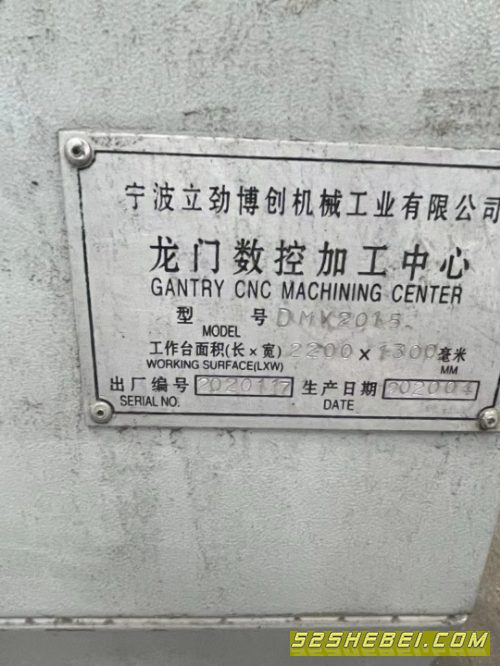 宁波立劲博创机械工业有限公司
龙门数控加工中心
GANTRY CNC MACHINING CENTER
型 号 DMV2015
MODEL
工作台面积(长×宽) 2200 × 1300 毫米
WORKING SURFACE(LXW) MM
出厂编号 2020117 生产日期 202004
SERIAL NO. DATE
52SHEBEI.COM